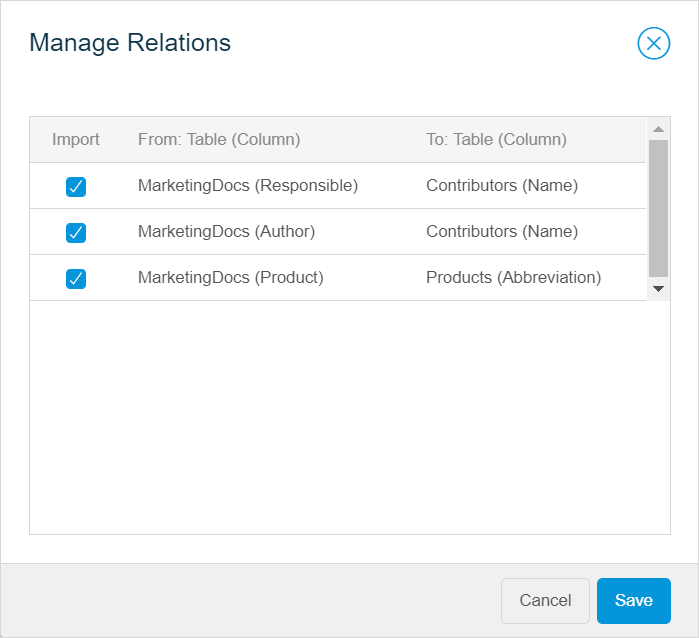 Manage Relations
Import From: Table (Column) To: Table (Column)
MarketingDocs (Responsible) Contributors (Name)
MarketingDocs (Author) Contributors (Name)
MarketingDocs (Product) Products (Abbreviation)
Cancel Save